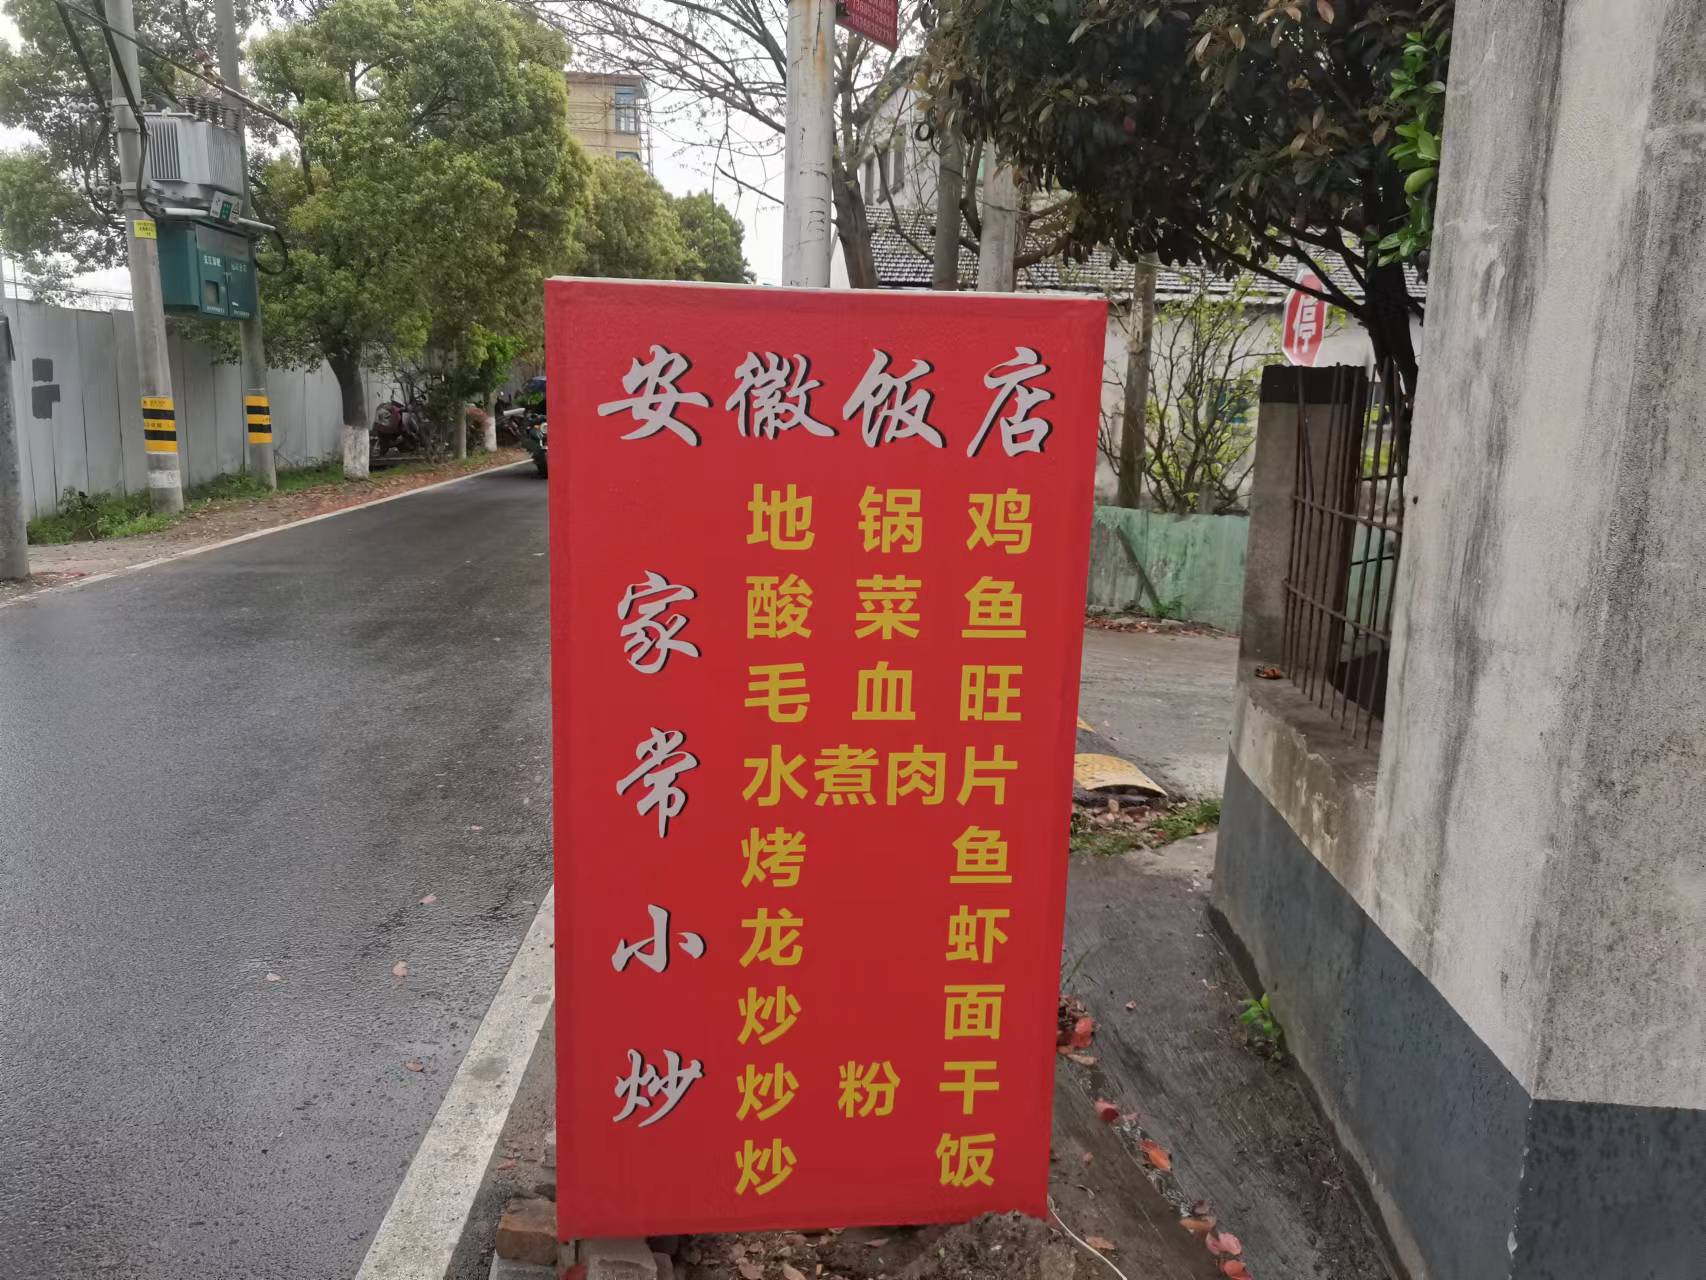 安徽饭店
家常小炒
地锅鸡
酸菜鱼
毛血旺
水煮肉片
烤鱼
龙虾
炒面
炒粉干
炒饭
停